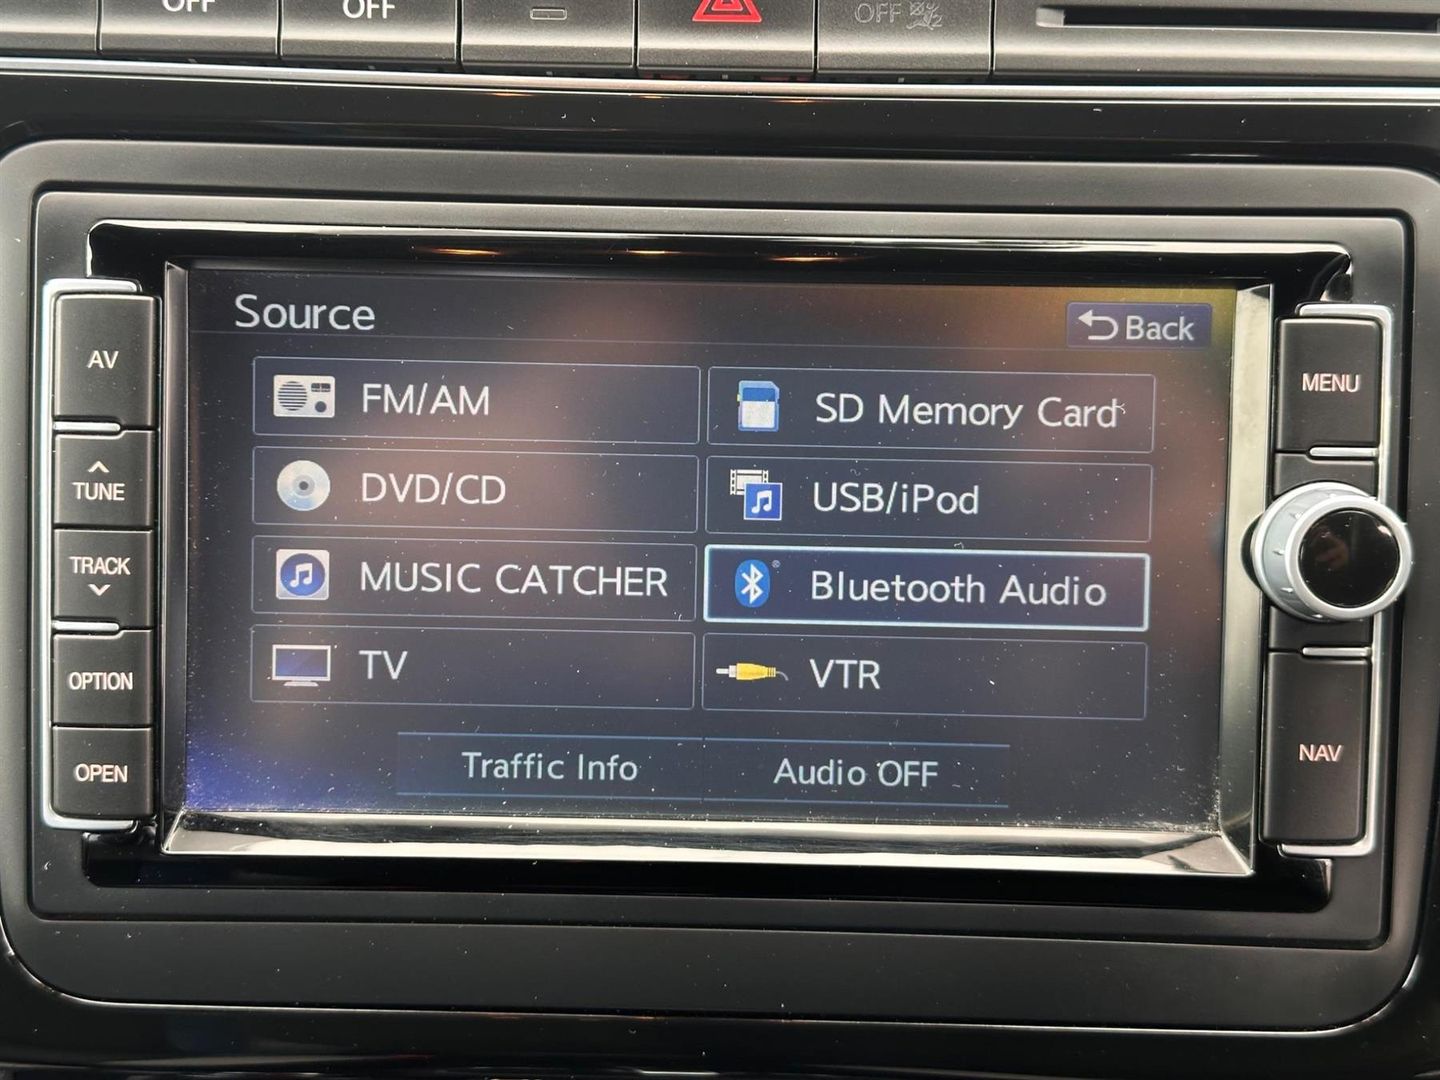 OFF
OFF
OFF
Source
Back
FM/AM
SD Memory Card
DVD/CD
USB/iPod
MUSIC CATCHER
Bluetooth Audio
TV
VTR
Traffic Info
Audio OFF
AV
TUNE
TRACK
OPTION
OPEN
MENU
NAV